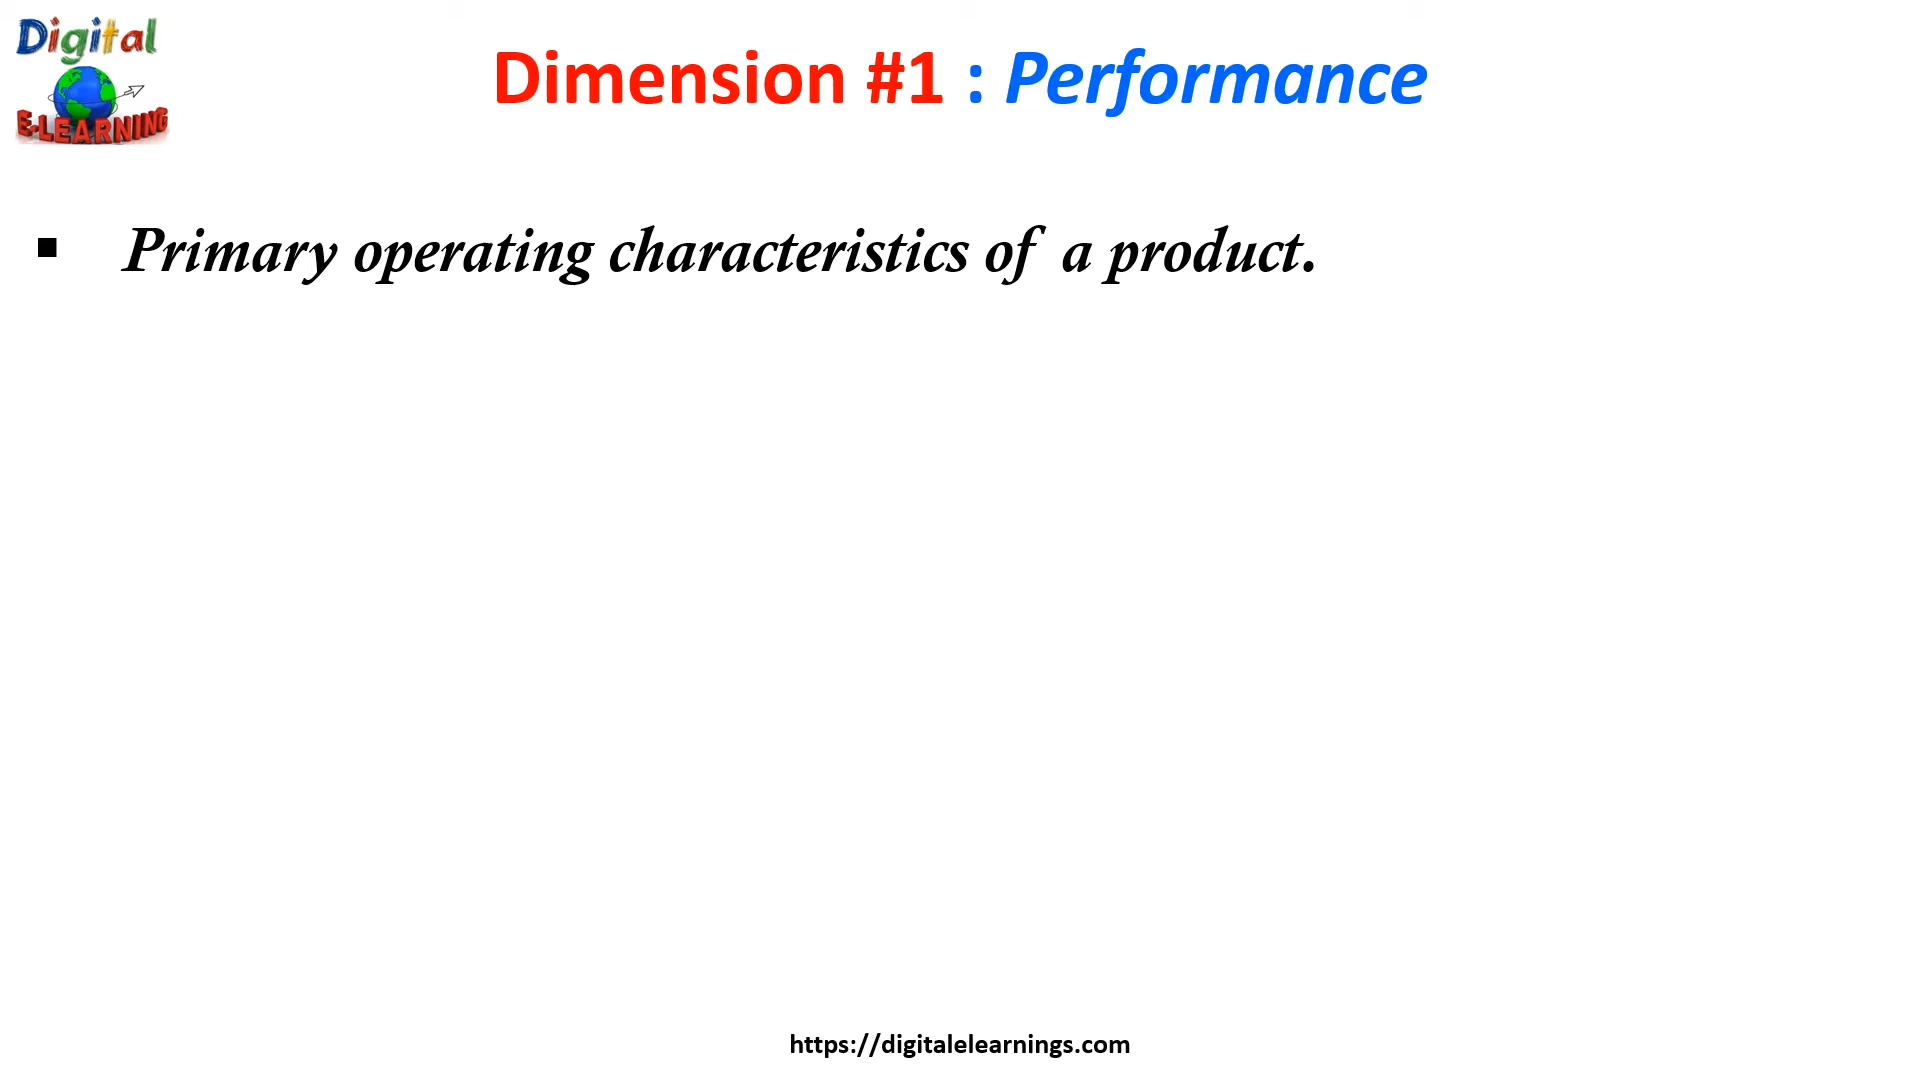 Digital
E-LEARNING
Dimension #1 : Performance
▪ Primary operating characteristics of a product.
https://digitalelearnings.com